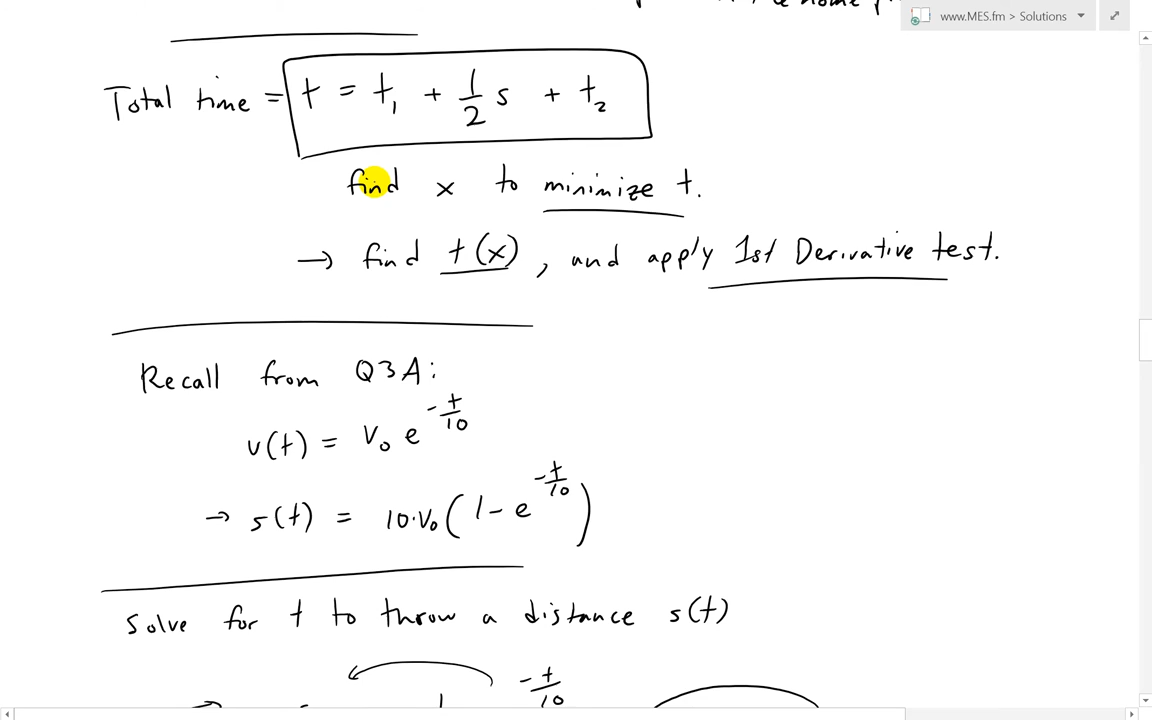 www.MES.fm > Solutions
Total time = t = t₁ + 1/2 s + t₂
find x to minimize t.
→ find t(x), and apply 1st Derivative test.
Recall from Q3A:
v(t) = V₀ e^(-t/10)
→ s(t) = 10·V₀(1 - e^(-t/10))
Solve for t to throw a distance s(t)
-t/10